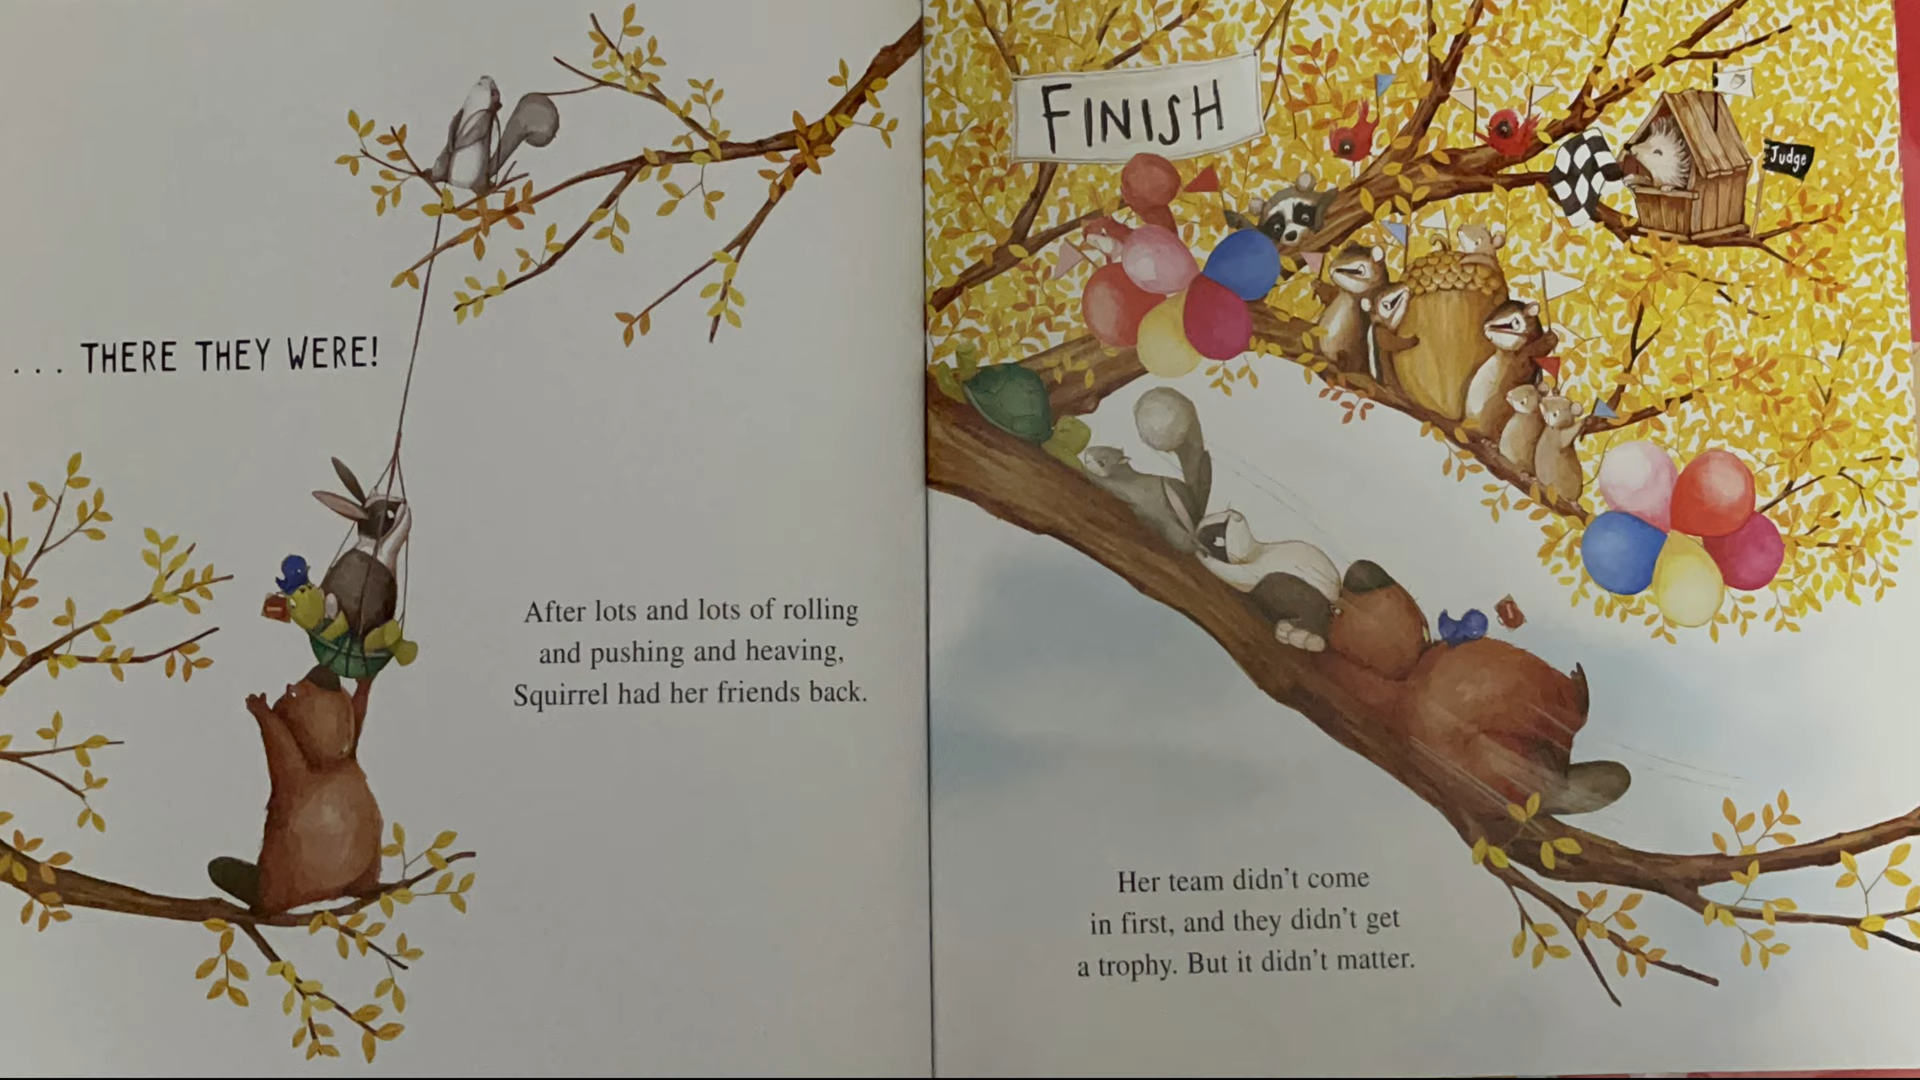 ... THERE THEY WERE!
After lots and lots of rolling
and pushing and heaving,
Squirrel had her friends back.
FINISH
Judge
Her team didn't come
in first, and they didn't get
a trophy. But it didn't matter.